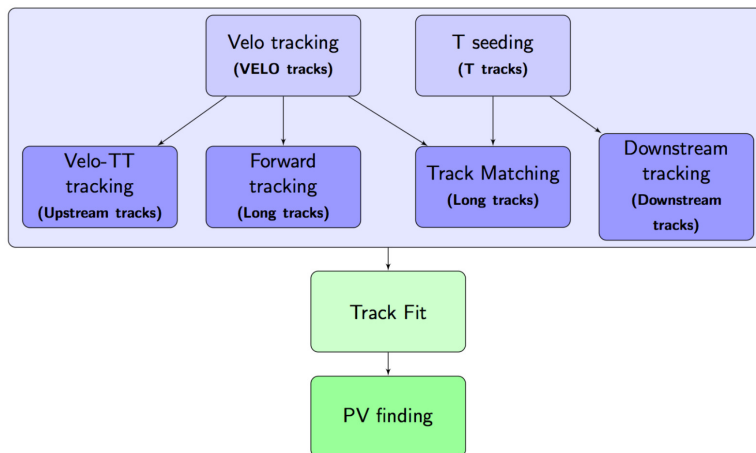 Velo tracking
(VELO tracks)
T seeding
(T tracks)
Velo-TT
tracking
(Upstream tracks)
Forward
tracking
(Long tracks)
Track Matching
(Long tracks)
Downstream
tracking
(Downstream
tracks)
Track Fit
PV finding